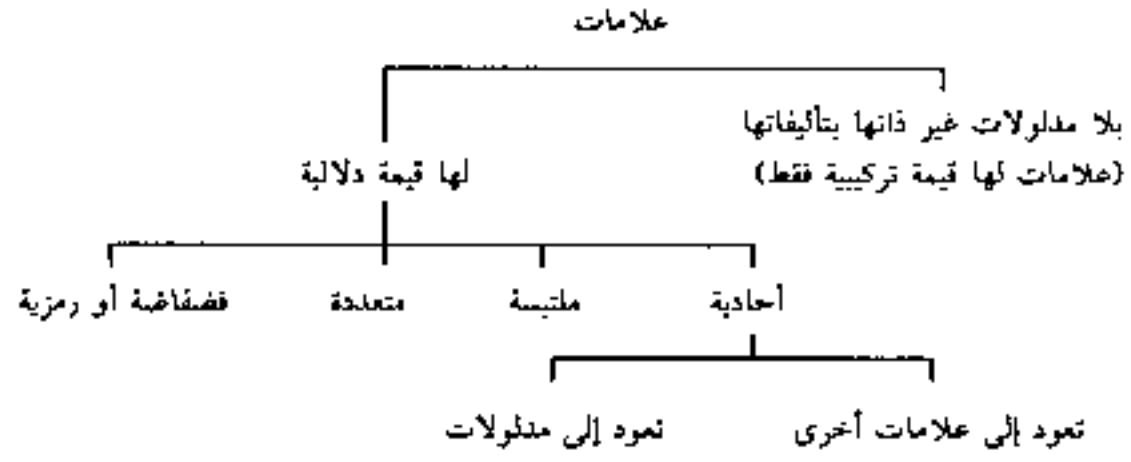 علامات
بلا مدلولات غير ذاتها بتأليفاتها
(علامات لها قيمة تركيبية فقط)
لها قيمة دلالية
أحادية
ملتبسة
متعددة
فضفاضة أو رمزية
تعود إلى علامات أخرى
تعود إلى مدلولات